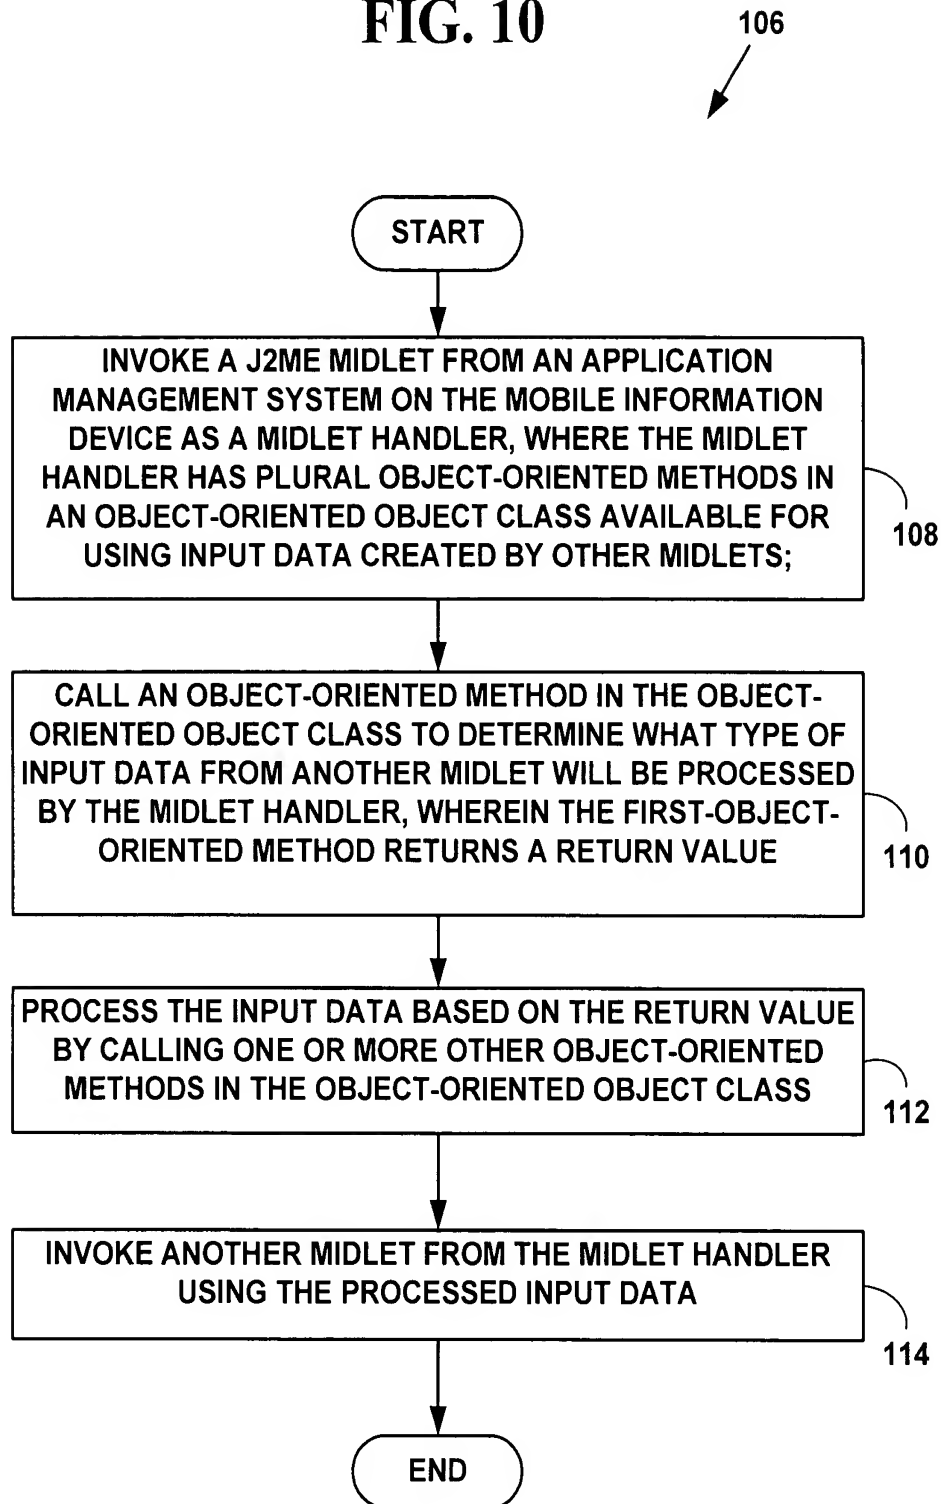 FIG. 10
106
START
INVOKE A J2ME MIDLET FROM AN APPLICATION
MANAGEMENT SYSTEM ON THE MOBILE INFORMATION
DEVICE AS A MIDLET HANDLER, WHERE THE MIDLET
HANDLER HAS PLURAL OBJECT-ORIENTED METHODS IN
AN OBJECT-ORIENTED OBJECT CLASS AVAILABLE FOR
USING INPUT DATA CREATED BY OTHER MIDLETS;
108
CALL AN OBJECT-ORIENTED METHOD IN THE OBJECT-
ORIENTED OBJECT CLASS TO DETERMINE WHAT TYPE OF
INPUT DATA FROM ANOTHER MIDLET WILL BE PROCESSED
BY THE MIDLET HANDLER, WHEREIN THE FIRST-OBJECT-
ORIENTED METHOD RETURNS A RETURN VALUE
110
PROCESS THE INPUT DATA BASED ON THE RETURN VALUE
BY CALLING ONE OR MORE OTHER OBJECT-ORIENTED
METHODS IN THE OBJECT-ORIENTED OBJECT CLASS
112
INVOKE ANOTHER MIDLET FROM THE MIDLET HANDLER
USING THE PROCESSED INPUT DATA
114
END